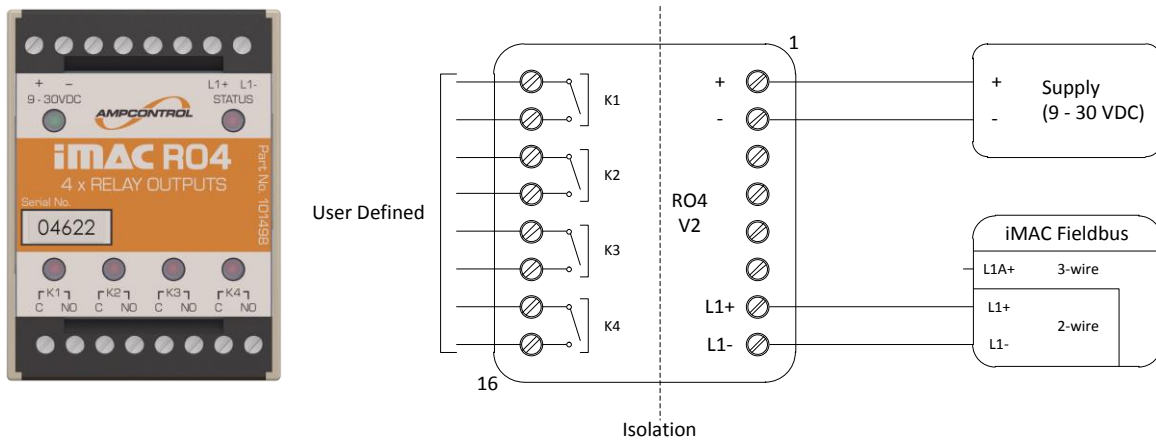 + -
L1+ L1-
9 - 30VDC
STATUS
AMPCONTROL
iMAC RO4
4 x RELAY OUTPUTS
Part No. 101498
Serial No.
04622
K1 K2 K3 K4
C NO C NO C NO C NO
User Defined
K1
K2
K3
K4
16
1
+
-
RO4
V2
L1+
L1-
Isolation
+
-
Supply
(9 - 30 VDC)
iMAC Fieldbus
L1A+ 3-wire
L1+
2-wire
L1-